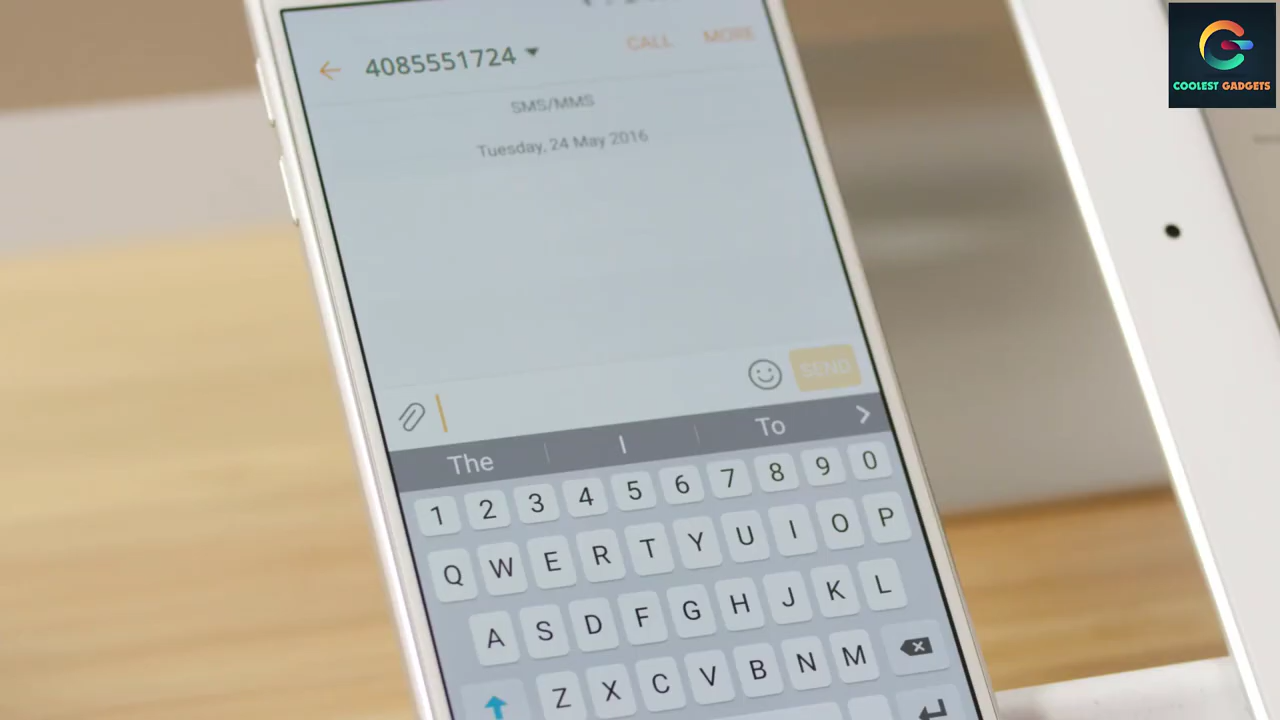 4085551724
CALL
MORE
SMS/MMS
Tuesday, 24 May 2016
SEND
The
I
To
1 2 3 4 5 6 7 8 9 0
Q W E R T Y U I O P
A S D F G H J K L
Z X C V B N M
COOLEST GADGETS